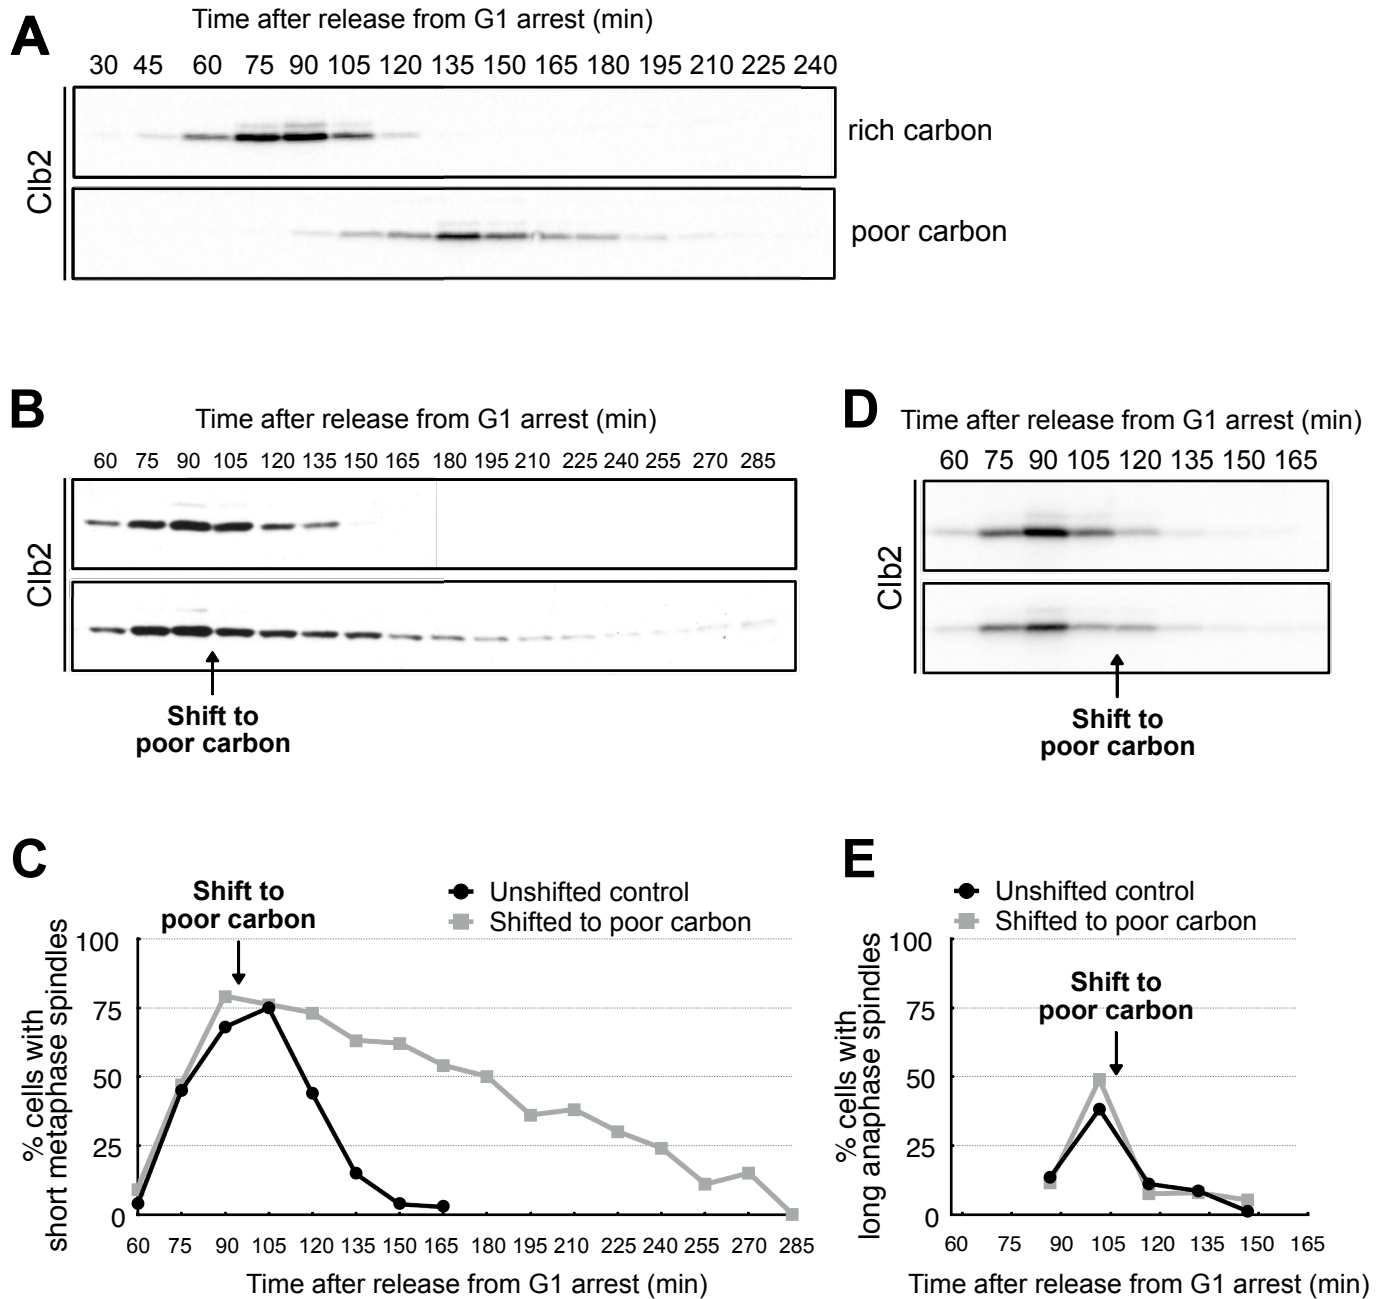 A
Time after release from G1 arrest (min)
30 45 60 75 90 105 120 135 150 165 180 195 210 225 240
Clb2
rich carbon
poor carbon
B
Time after release from G1 arrest (min)
60 75 90 105 120 135 150 165 180 195 210 225 240 255 270 285
Clb2
Shift to
poor carbon
D
Time after release from G1 arrest (min)
60 75 90 105 120 135 150 165
Clb2
Shift to
poor carbon
C
Shift to
poor carbon
Unshifted control
Shifted to poor carbon
% cells with
short metaphase spindles
100
75
50
25
0
60 75 90 105 120 135 150 165 180 195 210 225 240 255 270 285
Time after release from G1 arrest (min)
E
Unshifted control
Shifted to poor carbon
Shift to
poor carbon
% cells with
long anaphase spindles
100
75
50
25
0
60 75 90 105 120 135 150 165
Time after release from G1 arrest (min)